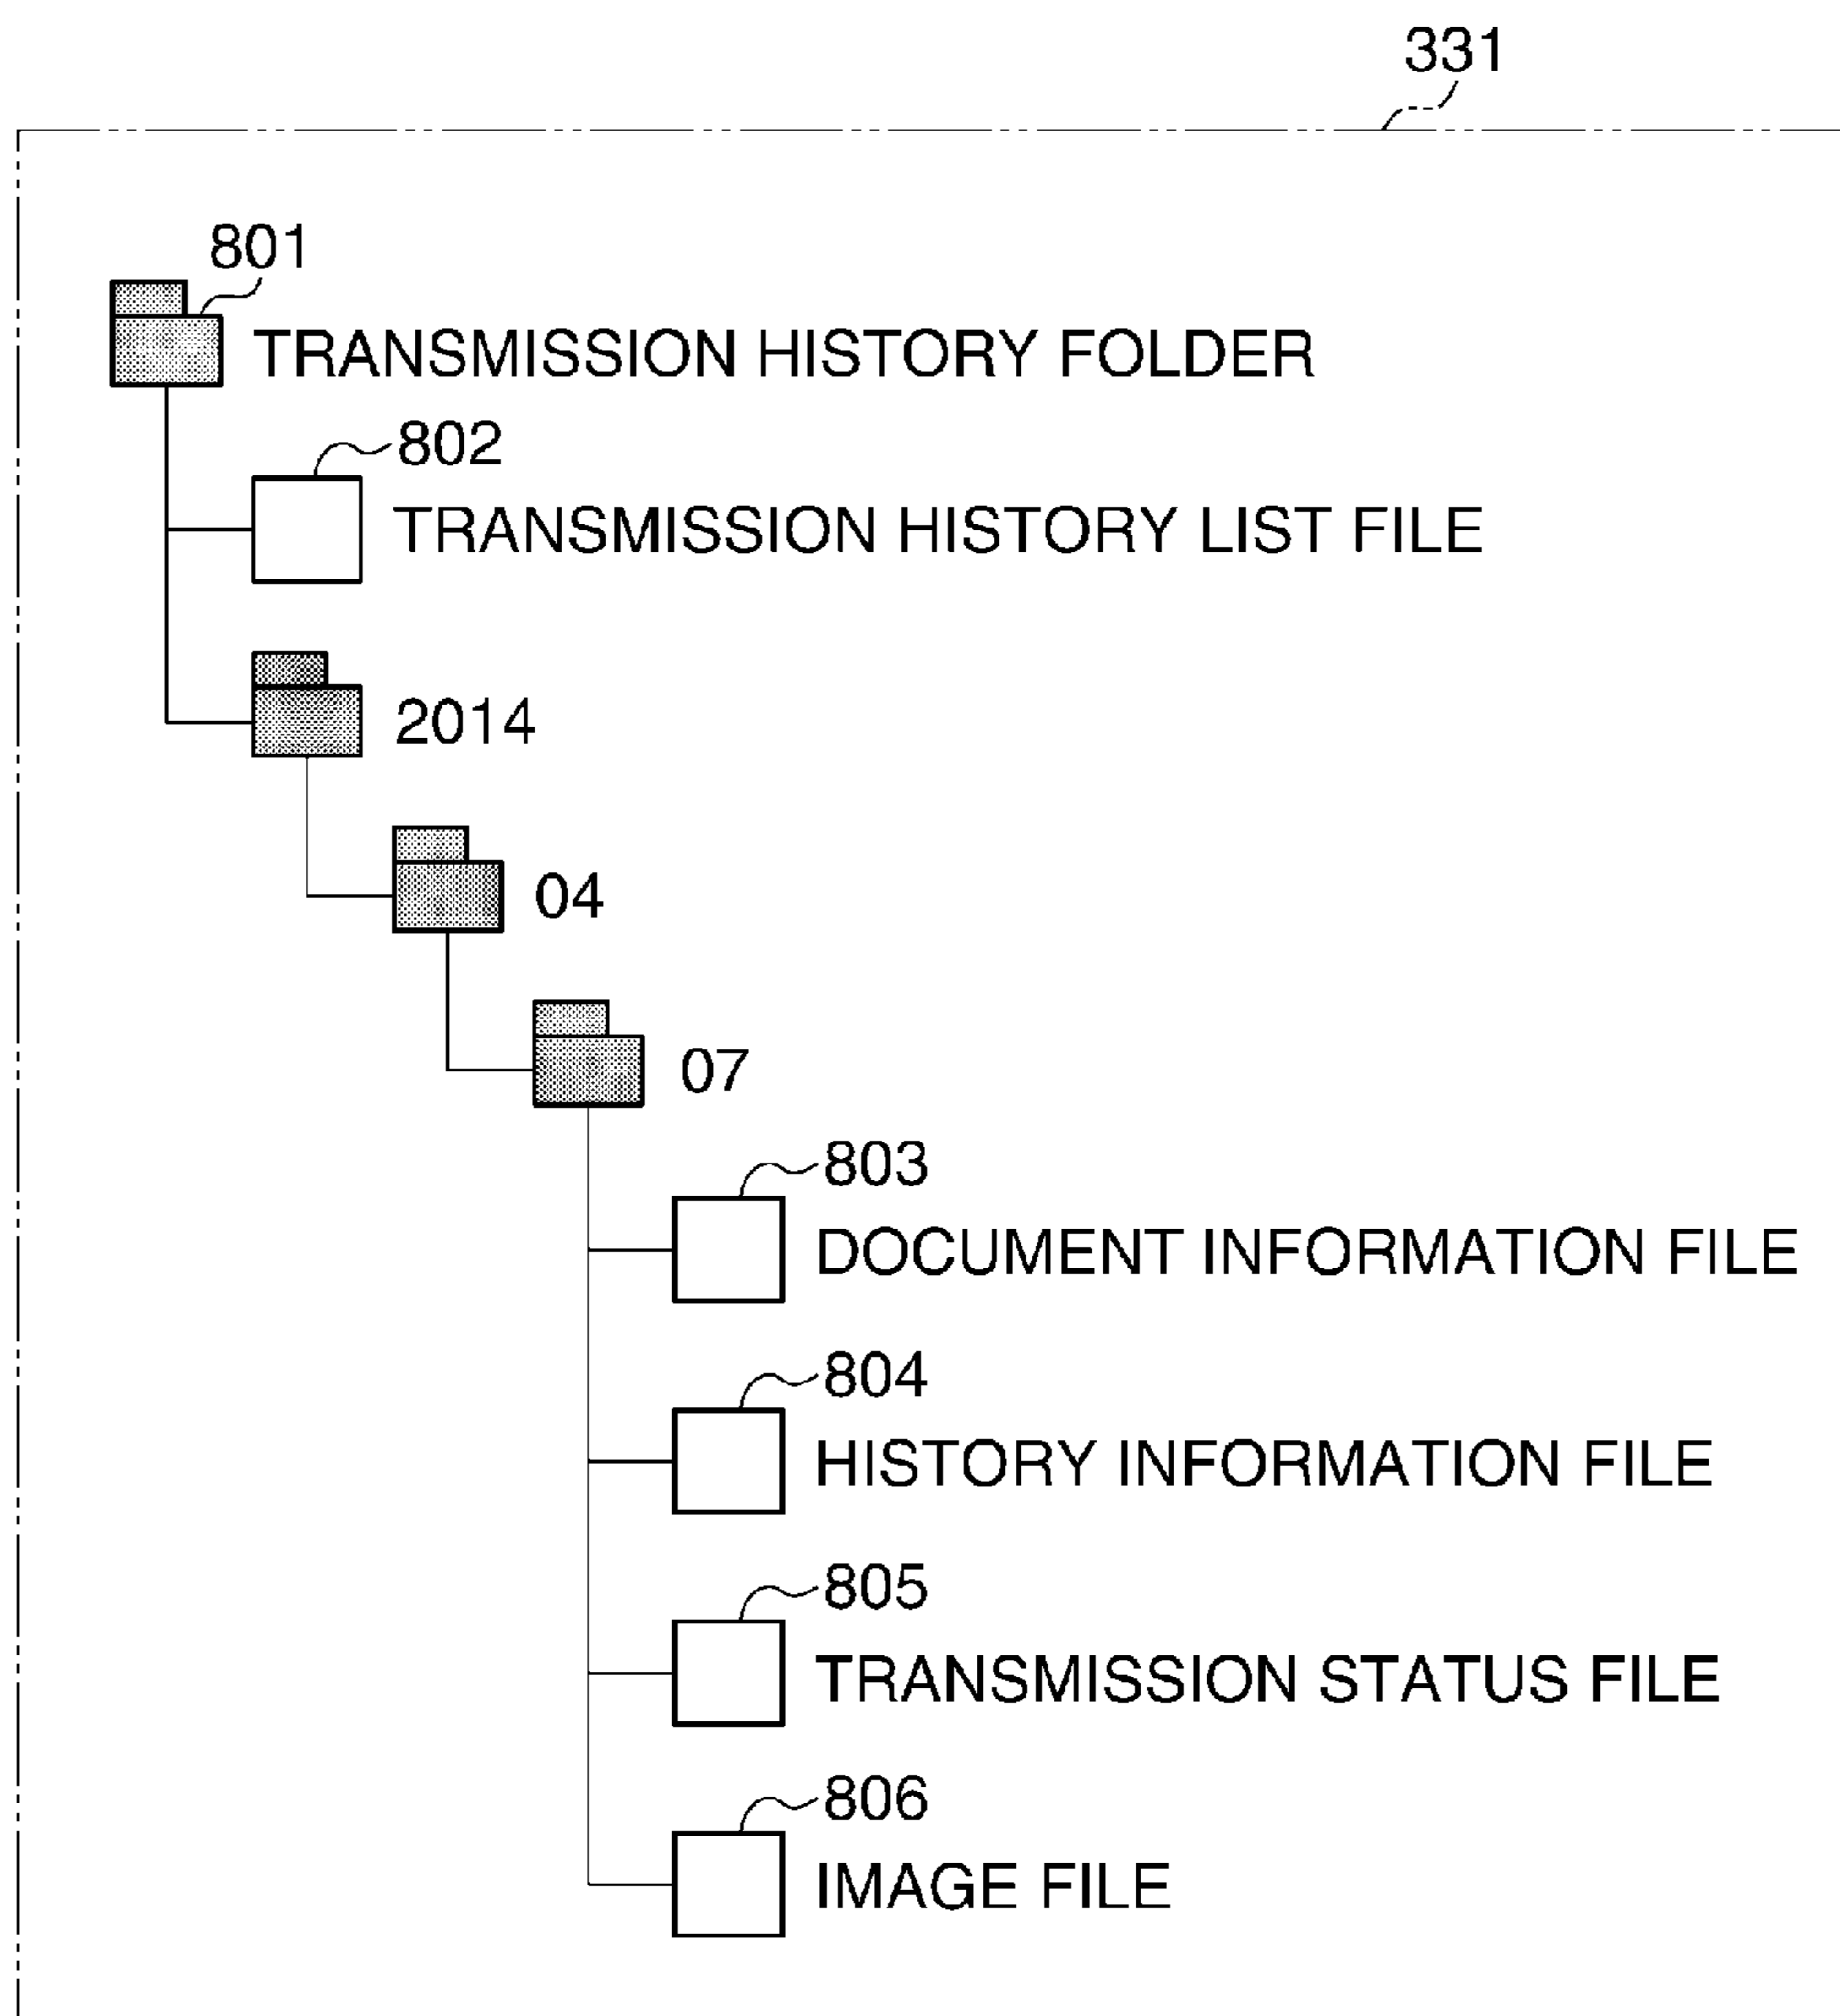 331
801
TRANSMISSION HISTORY FOLDER
802
TRANSMISSION HISTORY LIST FILE
2014
04
07
803
DOCUMENT INFORMATION FILE
804
HISTORY INFORMATION FILE
805
TRANSMISSION STATUS FILE
806
IMAGE FILE